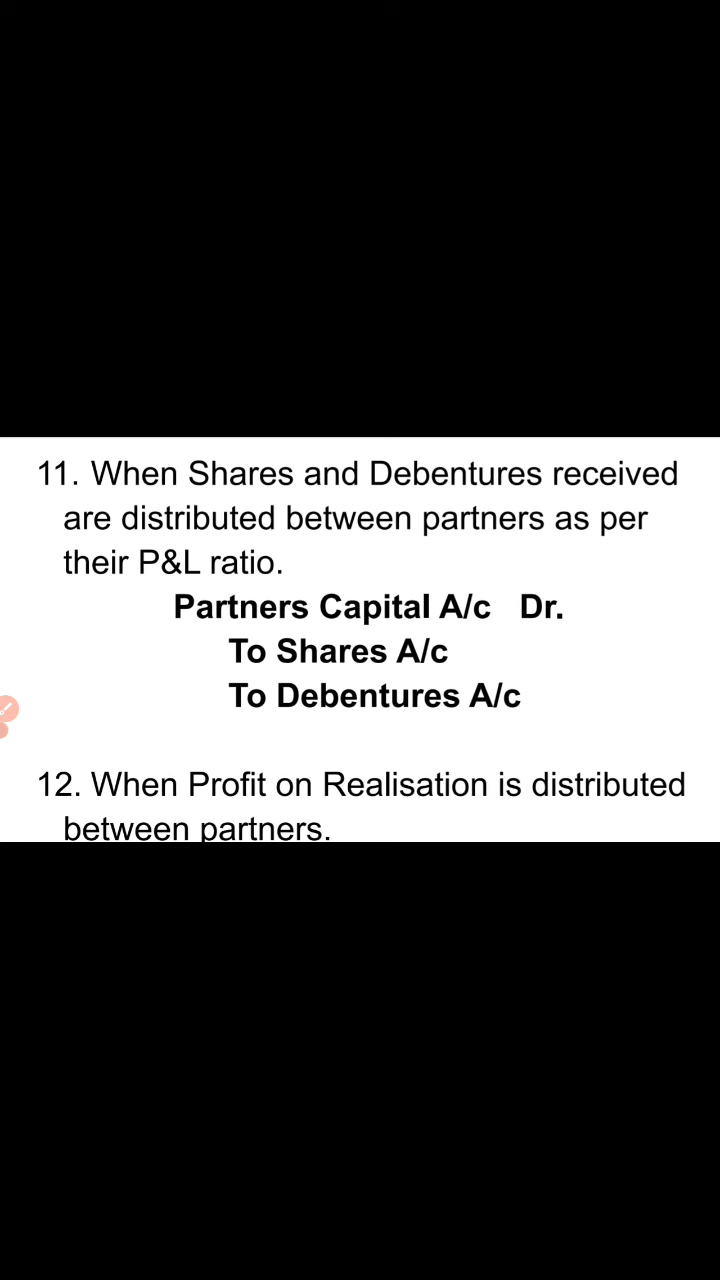 11. When Shares and Debentures received
are distributed between partners as per
their P&L ratio.
Partners Capital A/c Dr.
To Shares A/c
To Debentures A/c
12. When Profit on Realisation is distributed
between partners.